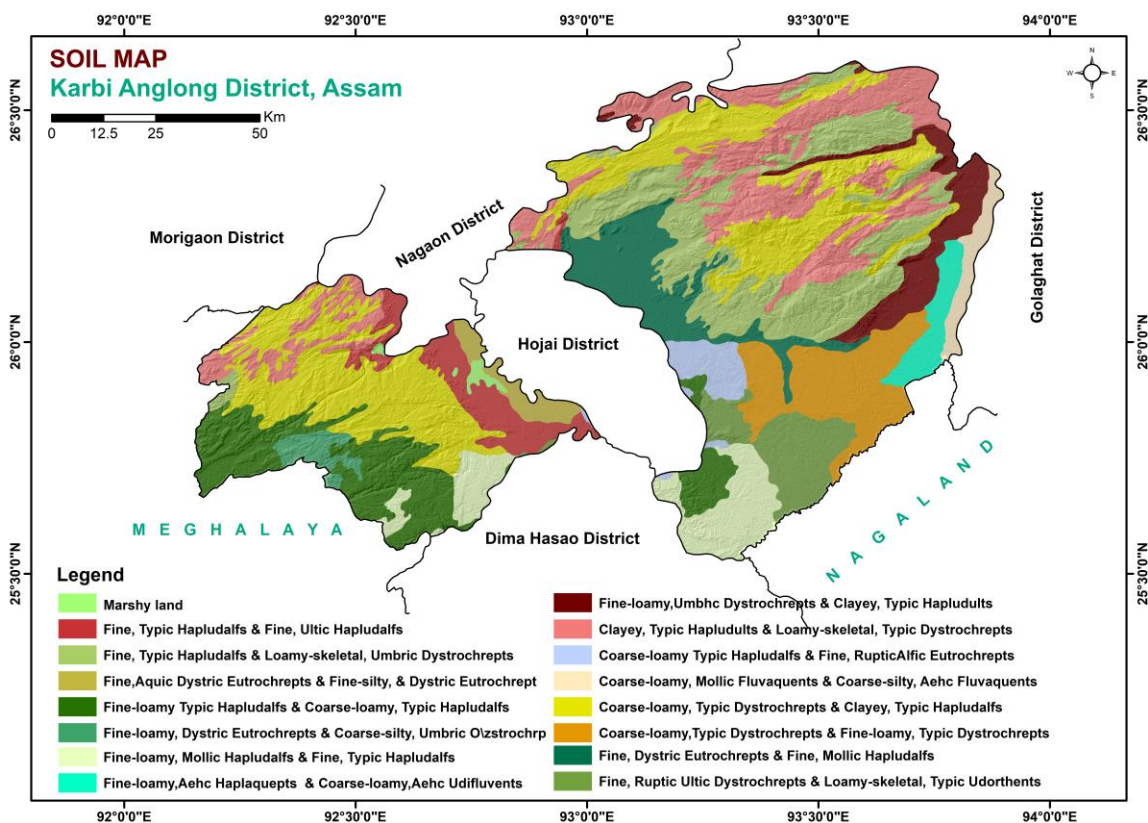 92°0'0"E 92°30'0"E 93°0'0"E 93°30'0"E 94°0'0"E
SOIL MAP
Karbi Anglong District, Assam
Km
0 12.5 25 50
N
W E
S
26°30'0"N 26°30'0"N
Morigaon District
Nagaon District
Golaghat District
Hojai District
26°0'0"N 26°0'0"N
MEGHALAYA
Dima Hasao District
NAGALAND
25°30'0"N 25°30'0"N
Legend
Marshy land
Fine, Typic Hapludalfs & Fine, Ultic Hapludalfs
Fine, Typic Hapludalfs & Loamy-skeletal, Umbric Dystrochrepts
Fine,Aquic Dystric Eutrochrepts & Fine-silty, & Dystric Eutrochrept
Fine-loamy Typic Hapludalfs & Coarse-loamy, Typic Hapludalfs
Fine-loamy, Dystric Eutrochrepts & Coarse-silty, Umbric O\zstrochrp
Fine-loamy, Mollic Hapludalfs & Fine, Typic Hapludalfs
Fine-loamy,Aehc Haplaquepts & Coarse-loamy,Aehc Udifluvents
Fine-loamy,Umbhc Dystrochrepts & Clayey, Typic Hapludults
Clayey, Typic Hapludults & Loamy-skeletal, Typic Dystrochrepts
Coarse-loamy Typic Hapludalfs & Fine, RupticAlfic Eutrochrepts
Coarse-loamy, Mollic Fluvaquents & Coarse-silty, Aehc Fluvaquents
Coarse-loamy, Typic Dystrochrepts & Clayey, Typic Hapludalfs
Coarse-loamy,Typic Dystrochrepts & Fine-loamy, Typic Dystrochrepts
Fine, Dystric Eutrochrepts & Fine, Mollic Hapludalfs
Fine, Ruptic Ultic Dystrochrepts & Loamy-skeletal, Typic Udorthents
92°0'0"E 92°30'0"E 93°0'0"E 93°30'0"E 94°0'0"E